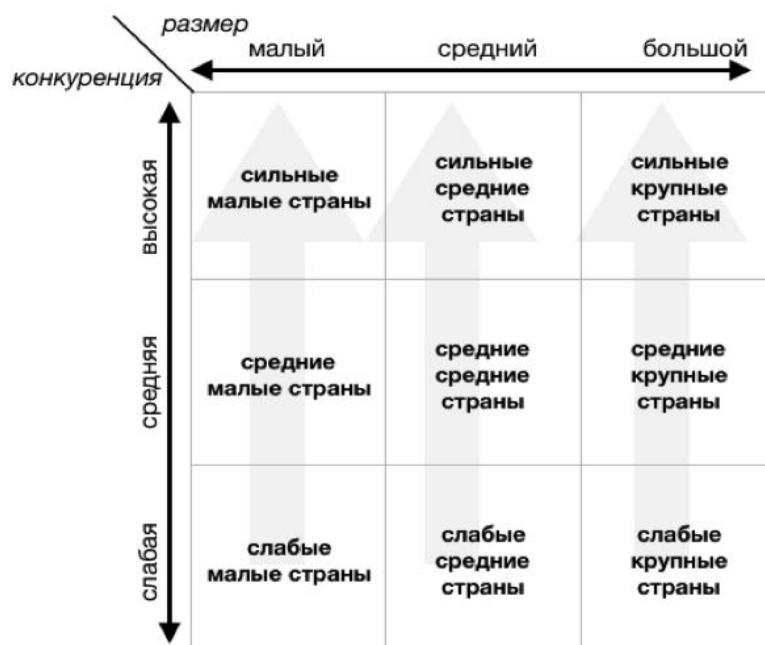 размер
малый средний большой
конкуренция
высокая
сильные
малые страны
сильные
средние
страны
сильные
крупные
страны
средняя
средние
малые страны
средние
средние
страны
средние
крупные
страны
слабая
слабые
малые страны
слабые
средние
страны
слабые
крупные
страны